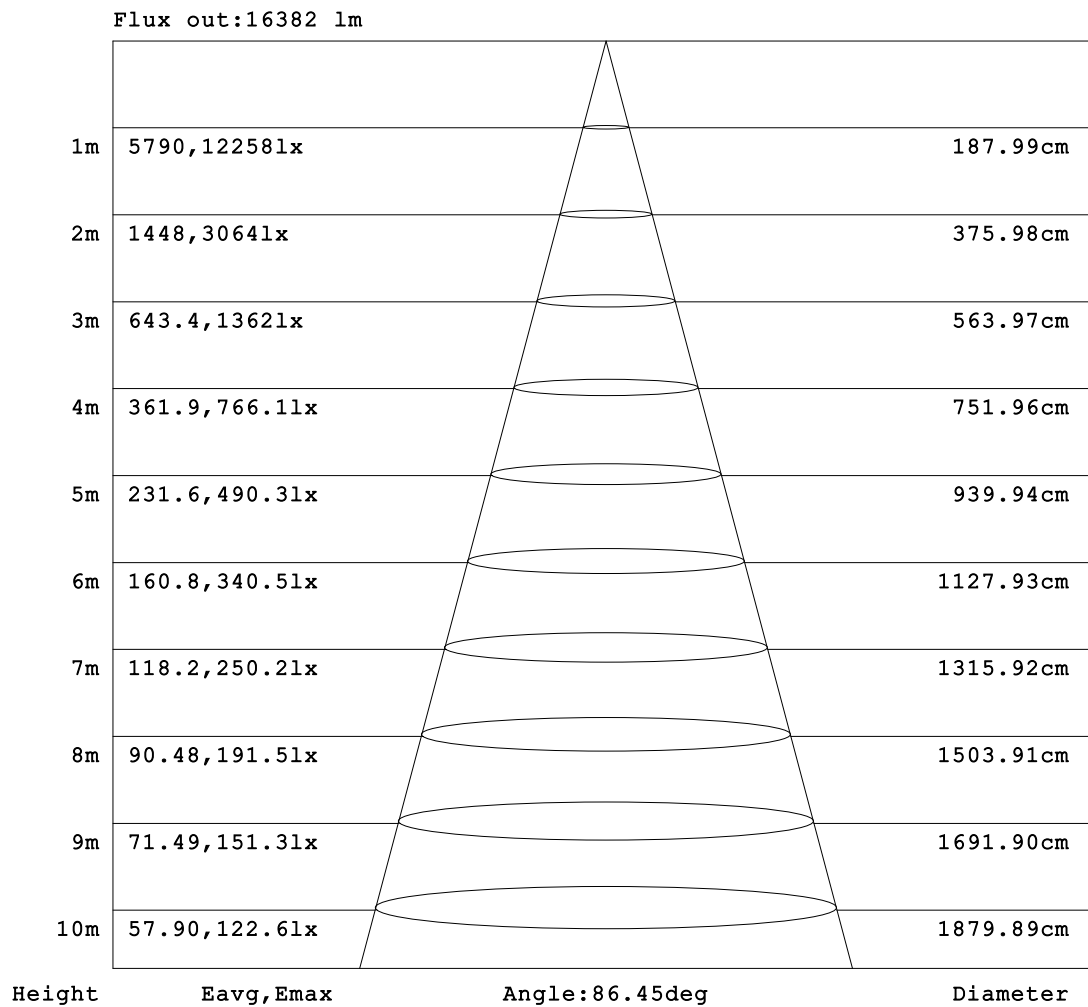 Flux out:16382 lm
1m 5790,12258lx 187.99cm
2m 1448,3064lx 375.98cm
3m 643.4,1362lx 563.97cm
4m 361.9,766.1lx 751.96cm
5m 231.6,490.3lx 939.94cm
6m 160.8,340.5lx 1127.93cm
7m 118.2,250.2lx 1315.92cm
8m 90.48,191.5lx 1503.91cm
9m 71.49,151.3lx 1691.90cm
10m 57.90,122.6lx 1879.89cm
Height Eavg,Emax Angle:86.45deg Diameter